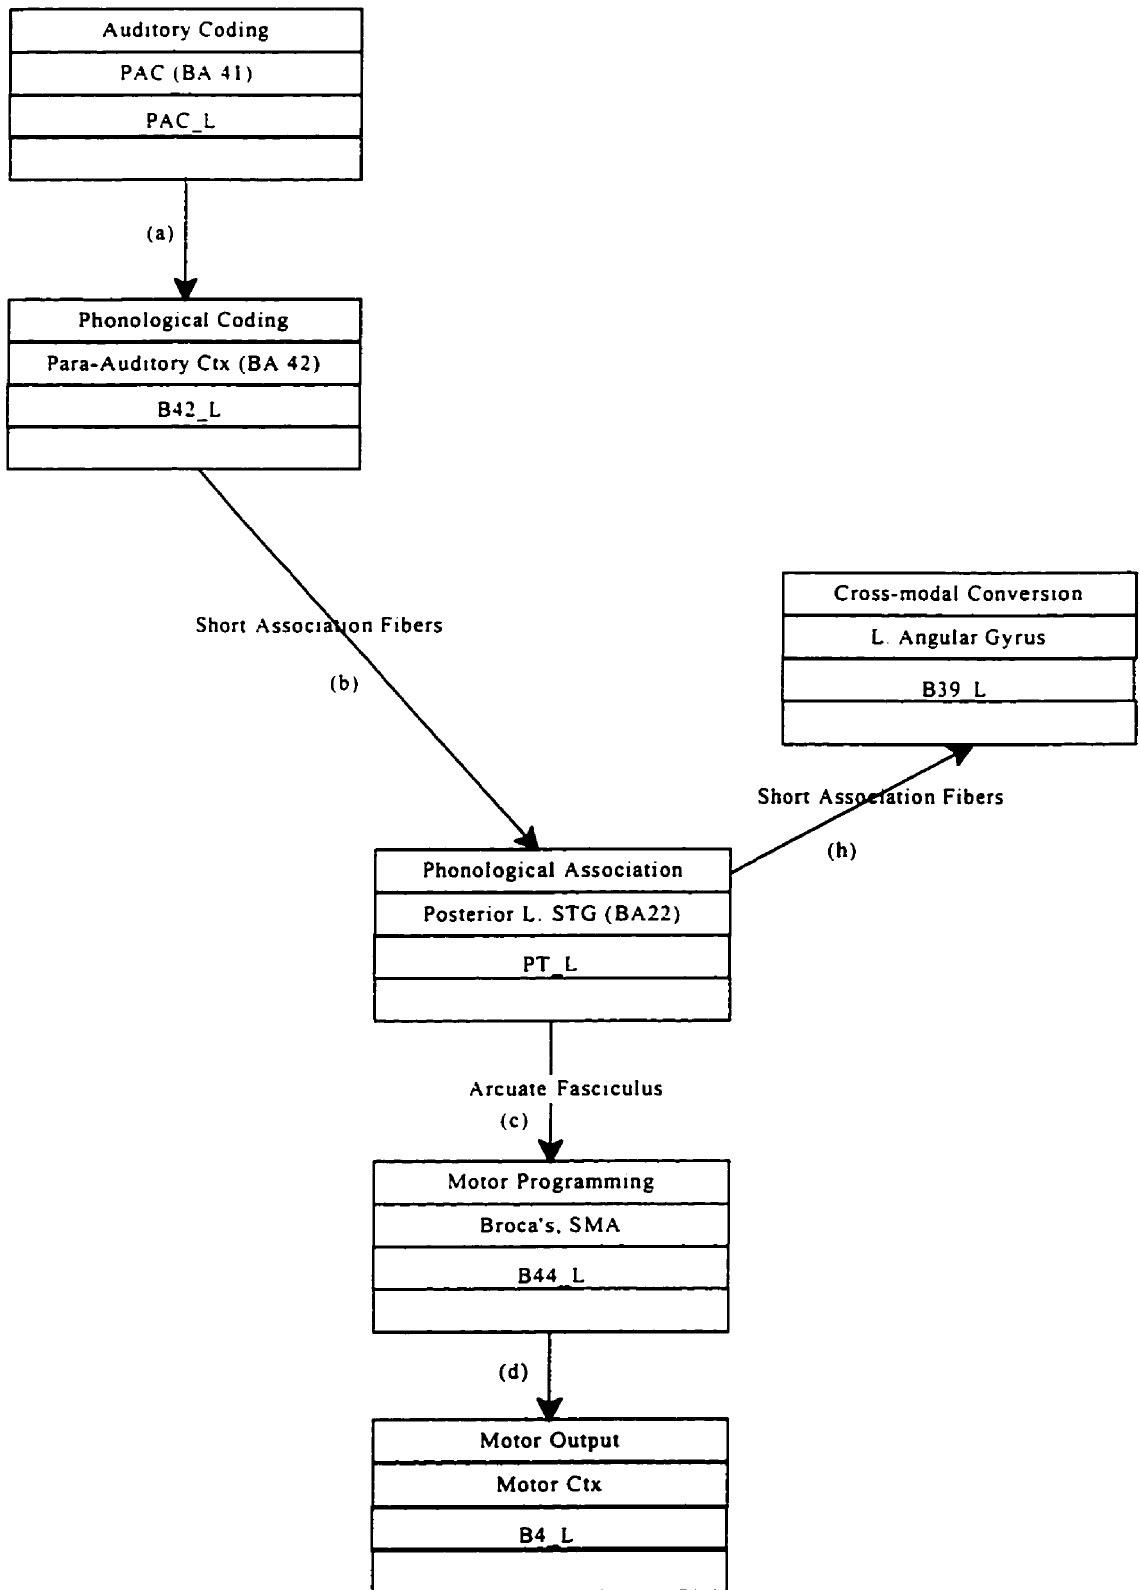 Auditory Coding
PAC (BA 41)
PAC_L
(a)
Phonological Coding
Para-Auditory Ctx (BA 42)
B42_L
Short Association Fibers
(b)
Cross-modal Conversion
L. Angular Gyrus
B39_L
Short Association Fibers
(h)
Phonological Association
Posterior L. STG (BA22)
PT_L
Arcuate Fasciculus
(c)
Motor Programming
Broca's, SMA
B44_L
(d)
Motor Output
Motor Ctx
B4_L